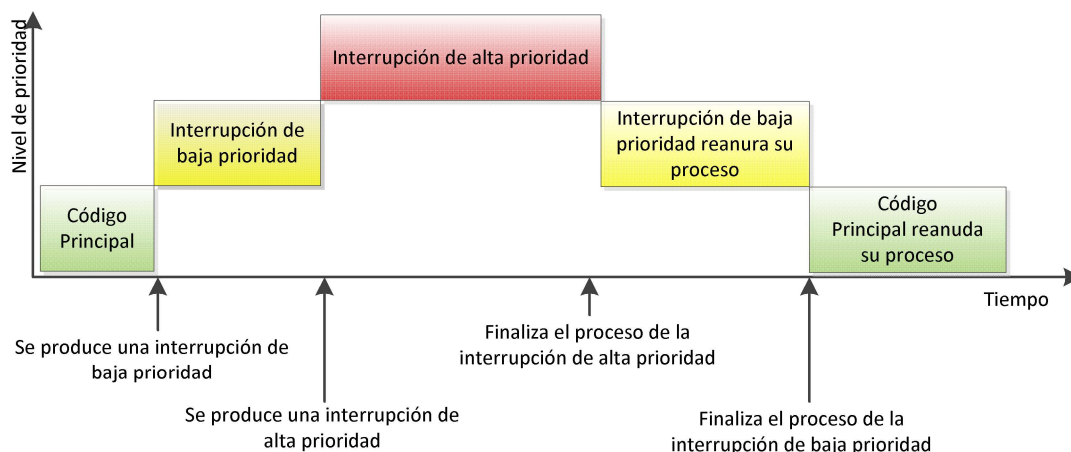 Nivel de prioridad
Interrupción de alta prioridad
Interrupción de
baja prioridad
Interrupción de baja
prioridad reanura su
proceso
Código
Principal
Código
Principal reanuda
su proceso
Tiempo
Se produce una interrupción de
baja prioridad
Finaliza el proceso de la
interrupción de alta prioridad
Se produce una interrupción de
alta prioridad
Finaliza el proceso de la
interrupción de baja prioridad